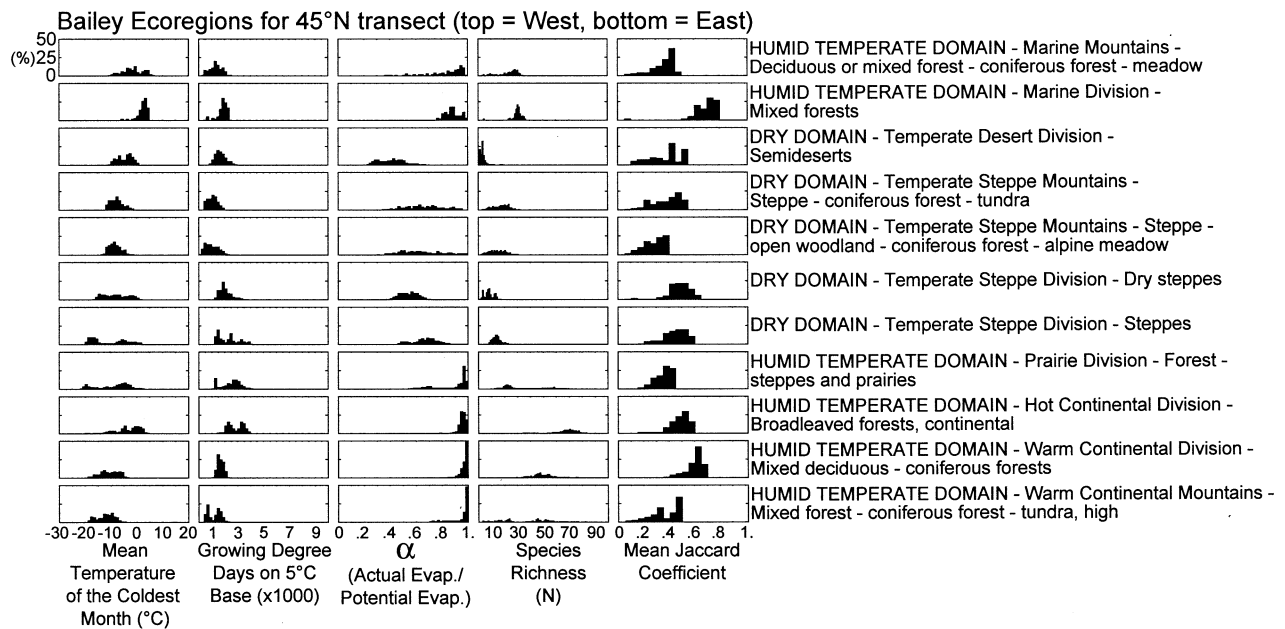 Bailey Ecoregions for 45°N transect (top = West, bottom = East)
50
(%)25
0
HUMID TEMPERATE DOMAIN - Marine Mountains -
Deciduous or mixed forest - coniferous forest - meadow
HUMID TEMPERATE DOMAIN - Marine Division -
Mixed forests
DRY DOMAIN - Temperate Desert Division -
Semideserts
DRY DOMAIN - Temperate Steppe Mountains -
Steppe - coniferous forest - tundra
DRY DOMAIN - Temperate Steppe Mountains - Steppe -
open woodland - coniferous forest - alpine meadow
DRY DOMAIN - Temperate Steppe Division - Dry steppes
DRY DOMAIN - Temperate Steppe Division - Steppes
HUMID TEMPERATE DOMAIN - Prairie Division - Forest -
steppes and prairies
HUMID TEMPERATE DOMAIN - Hot Continental Division -
Broadleaved forests, continental
HUMID TEMPERATE DOMAIN - Warm Continental Division -
Mixed deciduous - coniferous forests
HUMID TEMPERATE DOMAIN - Warm Continental Mountains -
Mixed forest - coniferous forest - tundra, high
-30 -20 -10 0 10 20
Mean
Temperature
of the Coldest
Month (°C)
1 3 5 7 9
Growing Degree
Days on 5°C
Base (x1000)
0 .2 .4 .6 .8 1.
α
(Actual Evap./
Potential Evap.)
10 30 50 70 90
Species
Richness
(N)
0 .2 .4 .6 .8 1.
Mean Jaccard
Coefficient